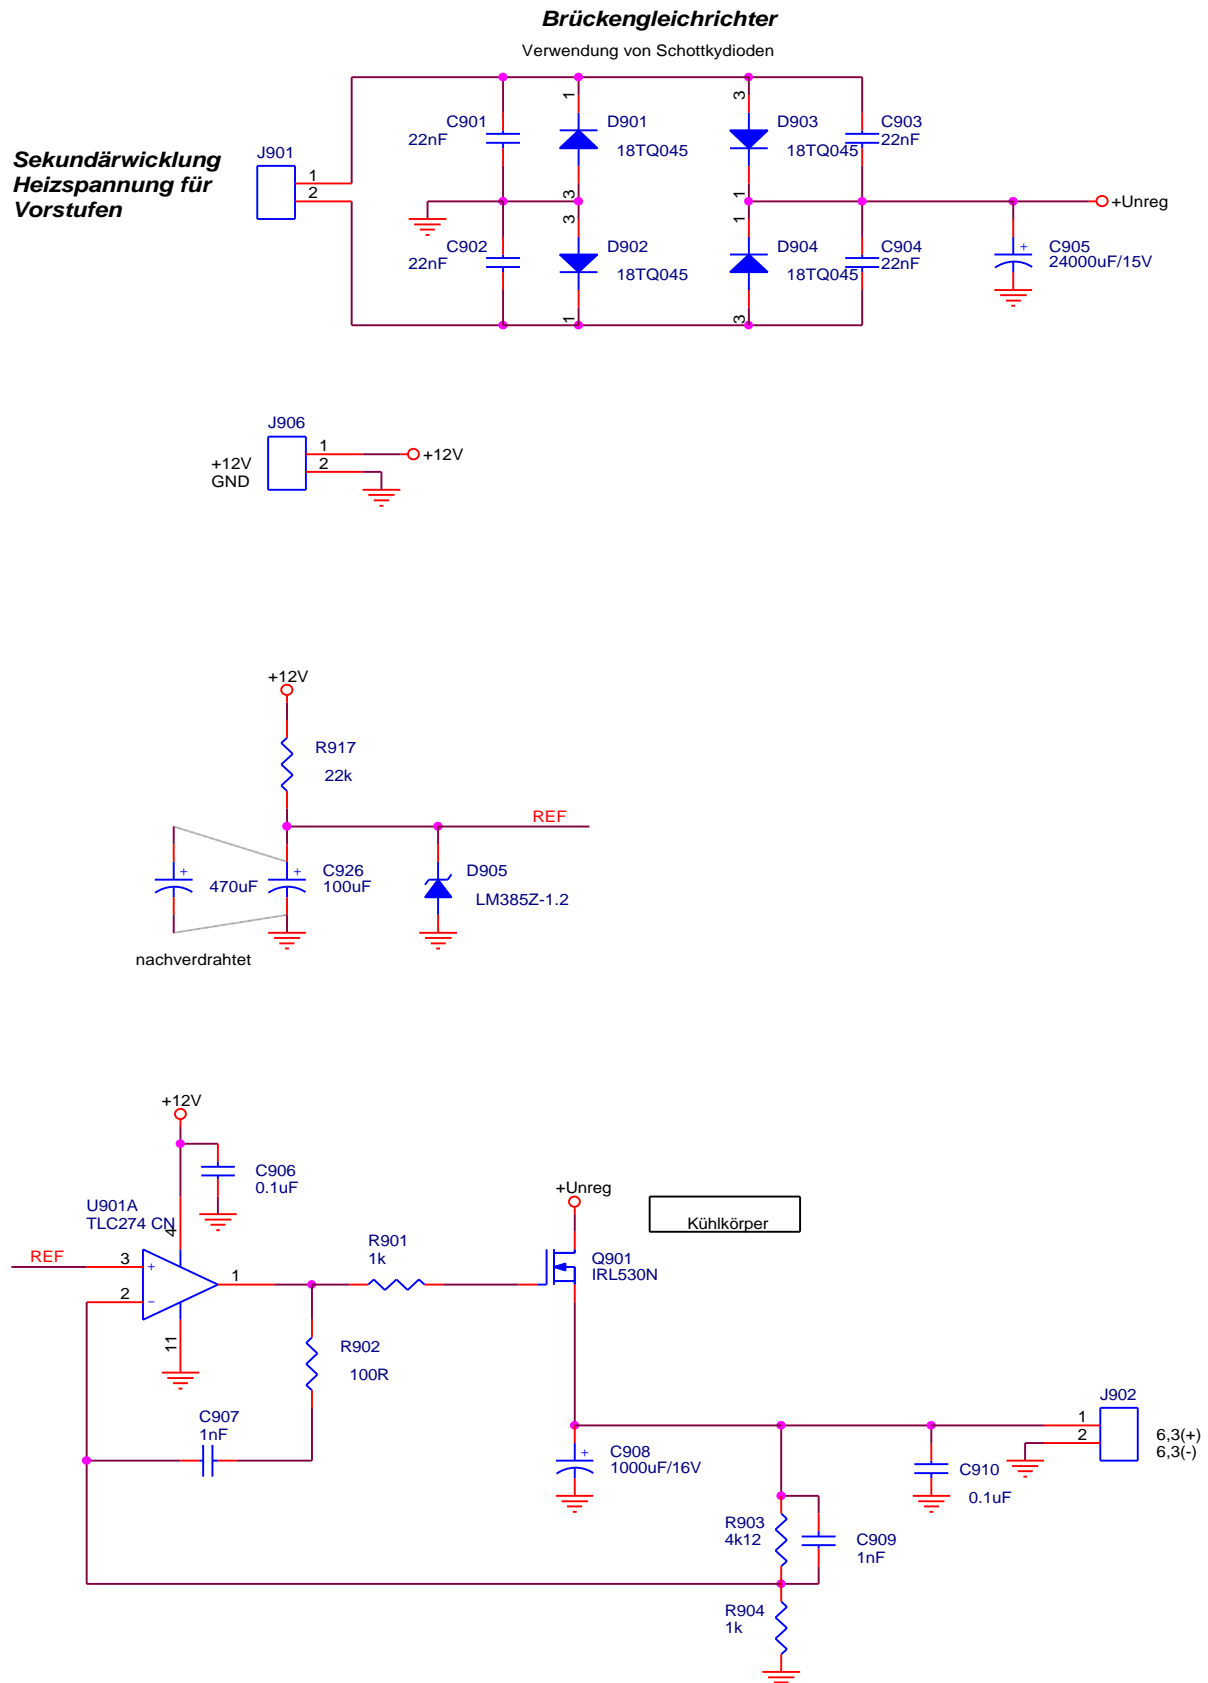 Brückengleichrichter
Verwendung von Schottkydioden
Sekundärwicklung
Heizspannung für
Vorstufen
J901
1
2
C901
22nF
1
D901
18TQ045
3
3
D903
18TQ045
1
C903
22nF
C902
22nF
3
D902
18TQ045
1
1
D904
18TQ045
3
C904
22nF
+Unreg
+
C905
24000uF/15V
J906
1
2
+12V
GND
+12V
+12V
R917
22k
REF
+
470uF
+
C926
100uF
D905
LM385Z-1.2
nachverdrahtet
+12V
C906
0.1uF
U901A
TLC274 CN
4
REF
3
+
2
−
1
11
R901
1k
R902
100R
C907
1nF
+Unreg
Kühlkörper
Q901
IRL530N
+
C908
1000uF/16V
R903
4k12
C909
1nF
R904
1k
C910
0.1uF
J902
1
2
6,3(+)
6,3(-)